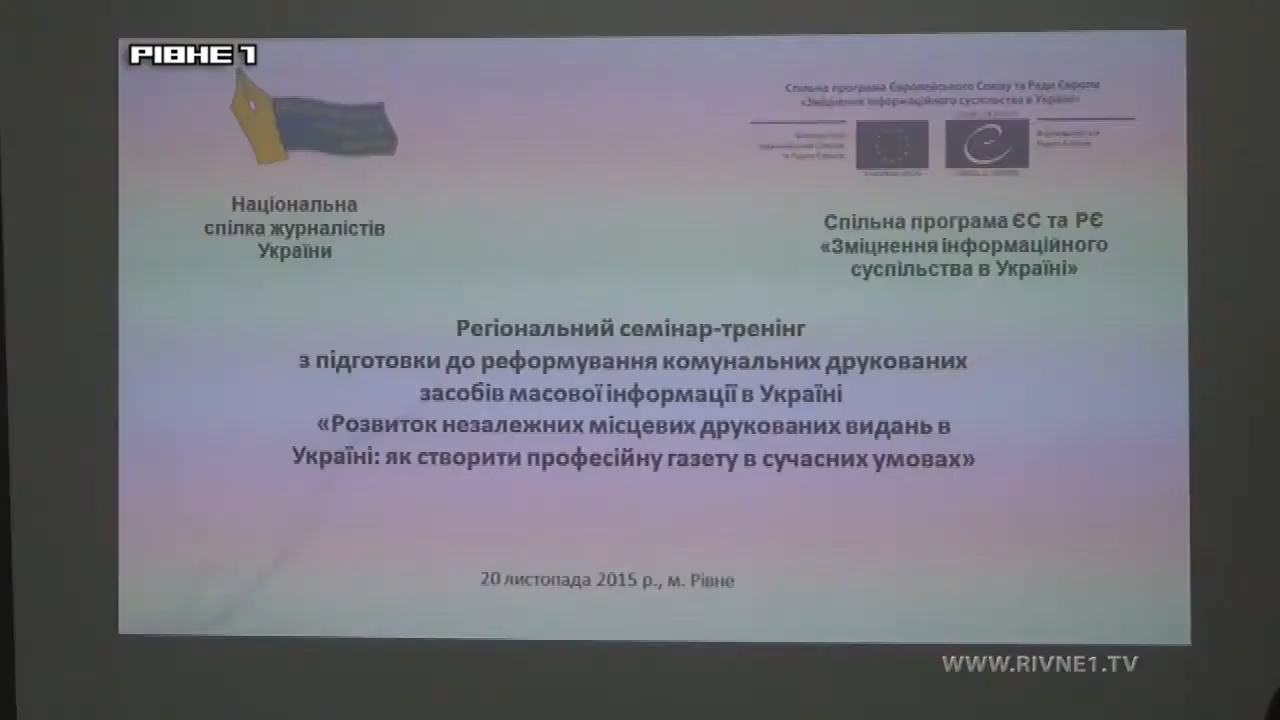 РІВНЕ 1
Національна
спілка журналістів
України
Спільна програма Європейського Союзу та Ради Європи
«Зміцнення інформаційного суспільства в Україні»
Спільна програма ЄС та РЄ
«Зміцнення інформаційного
суспільства в Україні»
Регіональний семінар-тренінг
з підготовки до реформування комунальних друкованих
засобів масової інформації в Україні
«Розвиток незалежних місцевих друкованих видань в
Україні: як створити професійну газету в сучасних умовах»
20 листопада 2015 р., м. Рівне
WWW.RIVNE1.TV